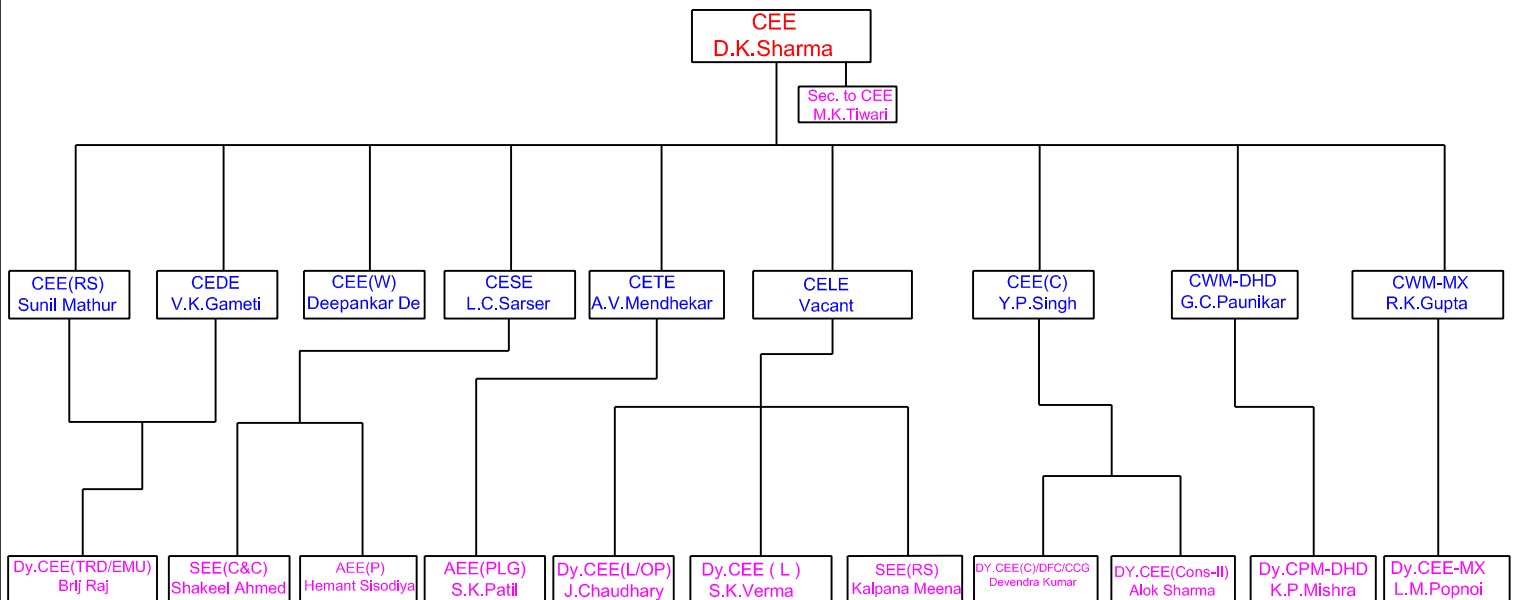 CEE
D.K.Sharma
Sec. to CEE
M.K.Tiwari
CEE(RS)
Sunil Mathur
CEDE
V.K.Gameti
CEE(W)
Deepankar De
CESE
L.C.Sarser
CETE
A.V.Mendhekar
CELE
Vacant
CEE(C)
Y.P.Singh
CWM-DHD
G.C.Paunikar
CWM-MX
R.K.Gupta
Dy.CEE(TRD/EMU)
BrIj Raj
SEE(C&C)
Shakeel Ahmed
AEE(P)
Hemant Sisodiya
AEE(PLG)
S.K.Patil
Dy.CEE(L/OP)
J.Chaudhary
Dy.CEE ( L )
S.K.Verma
SEE(RS)
Kalpana Meena
DY.CEE(C)/DFC/CCG
Devendra Kumar
DY.CEE(Cons-II)
Alok Sharma
Dy.CPM-DHD
K.P.Mishra
Dy.CEE-MX
L.M.Popnoi